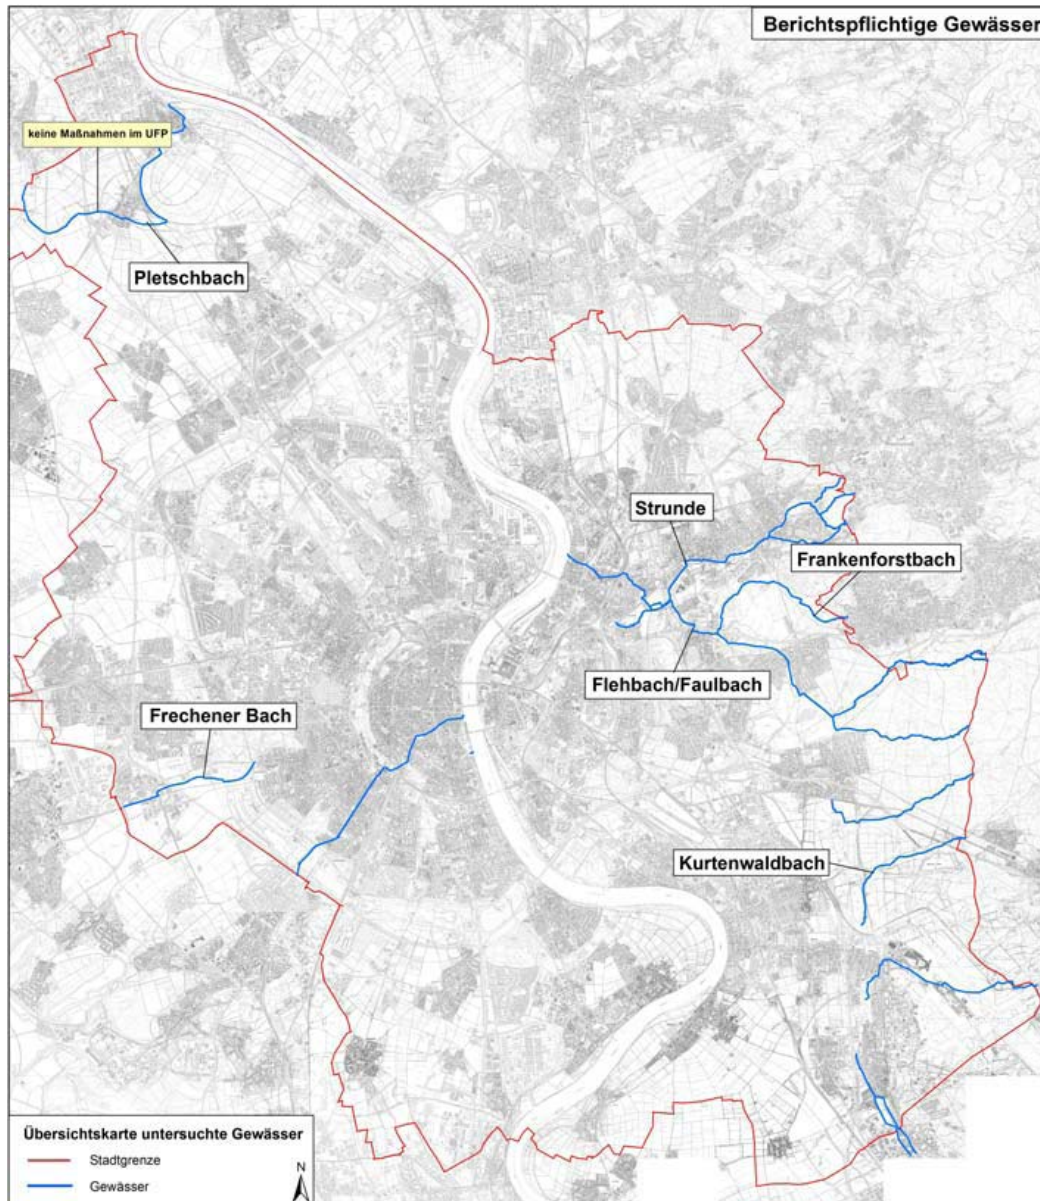 Berichtspflichtige Gewässer
keine Maßnahmen im UFP
Pletschbach
Strunde
Frankenforstbach
Flehbach/Faulbach
Frechener Bach
Kurtenwaldbach
Übersichtskarte untersuchte Gewässer
Stadtgrenze
Gewässer
N